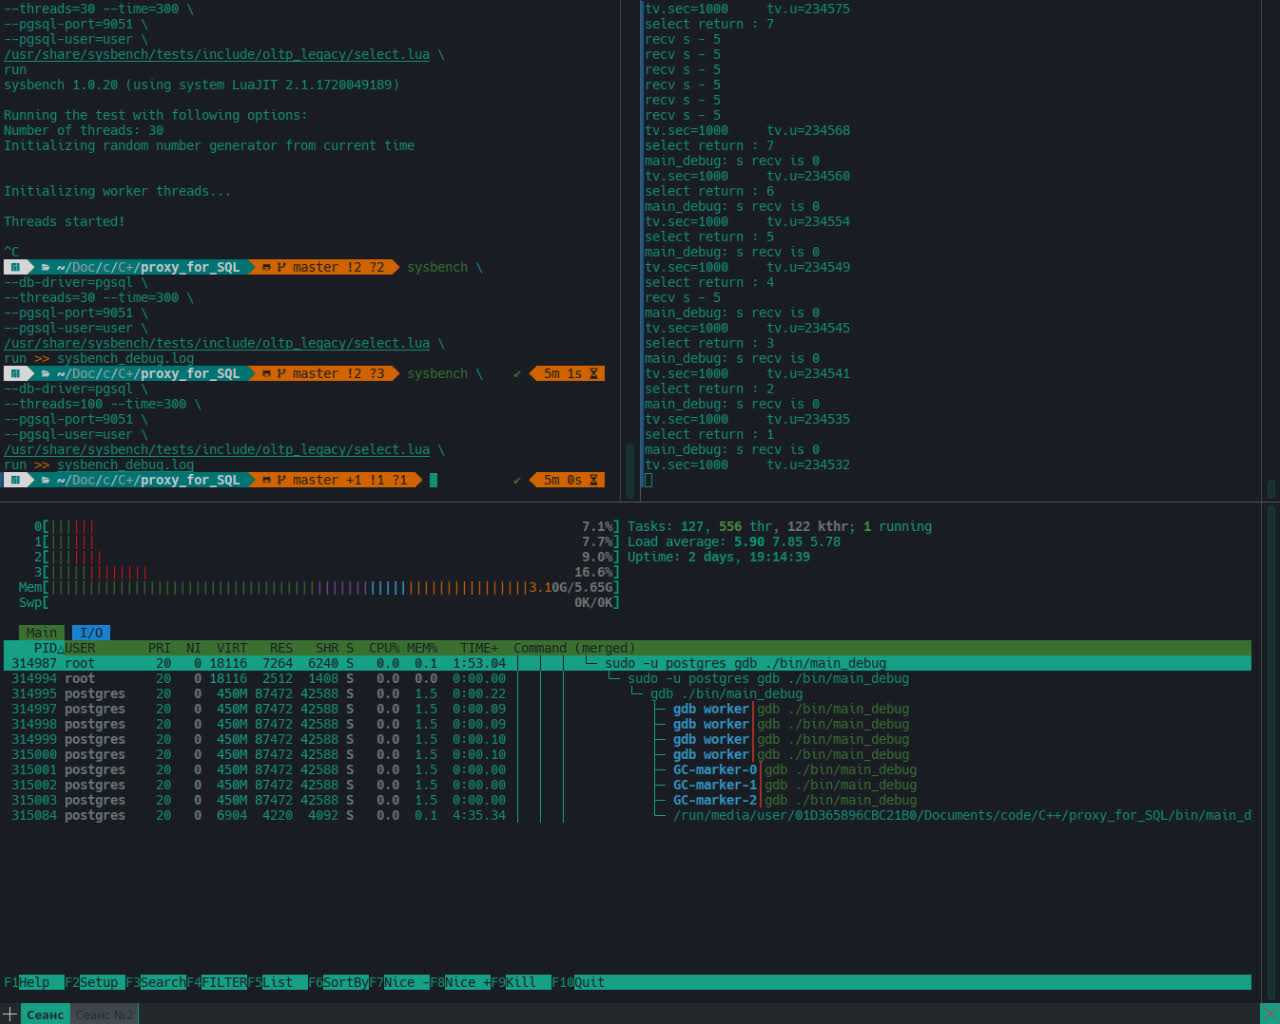 --threads=30 --time=300 \
--pgsql-port=9051 \
--pgsql-user=user \
/usr/share/sysbench/tests/include/oltp_legacy/select.lua \
run
sysbench 1.0.20 (using system LuaJIT 2.1.1720049189)
Running the test with following options:
Number of threads: 30
Initializing random number generator from current time
Initializing worker threads...
Threads started!
^C
~/Doc/c/C+/proxy_for_SQL master !2 ?2 sysbench \
--db-driver=pgsql \
--threads=30 --time=300 \
--pgsql-port=9051 \
--pgsql-user=user \
/usr/share/sysbench/tests/include/oltp_legacy/select.lua \
run >> sysbench_debug.log
~/Doc/c/C+/proxy_for_SQL master !2 ?3 sysbench \ ✔ 5m 1s
--db-driver=pgsql \
--threads=100 --time=300 \
--pgsql-port=9051 \
--pgsql-user=user \
/usr/share/sysbench/tests/include/oltp_legacy/select.lua \
run >> sysbench_debug.log
~/Doc/c/C+/proxy_for_SQL master +1 !1 ?1 ✔ 5m 0s
tv.sec=1000 tv.u=234575
select return : 7
recv s - 5
recv s - 5
recv s - 5
recv s - 5
recv s - 5
recv s - 5
tv.sec=1000 tv.u=234568
select return : 7
main_debug: s recv is 0
tv.sec=1000 tv.u=234560
select return : 6
main_debug: s recv is 0
tv.sec=1000 tv.u=234554
select return : 5
main_debug: s recv is 0
tv.sec=1000 tv.u=234549
select return : 4
recv s - 5
main_debug: s recv is 0
tv.sec=1000 tv.u=234545
select return : 3
main_debug: s recv is 0
tv.sec=1000 tv.u=234541
select return : 2
main_debug: s recv is 0
tv.sec=1000 tv.u=234535
select return : 1
main_debug: s recv is 0
tv.sec=1000 tv.u=234532
0[|||||| 7.1%] Tasks: 127, 556 thr, 122 kthr; 1 running
1[|||||| 7.7%] Load average: 5.90 7.85 5.78
2[||||||| 9.0%] Uptime: 2 days, 19:14:39
3[||||||||||||| 16.6%]
Mem[|||||||||||||||||||||||||||||||||||||||||||||||||||||||||||||||3.10G/5.65G]
Swp[ 0K/0K]
Main I/O
PID△USER PRI NI VIRT RES SHR S CPU% MEM% TIME+ Command (merged)
314987 root 20 0 18116 7264 6240 S 0.0 0.1 1:53.04 │ │ │ └─ sudo -u postgres gdb ./bin/main_debug
314994 root 20 0 18116 2512 1408 S 0.0 0.0 0:00.00 │ │ │ └─ sudo -u postgres gdb ./bin/main_debug
314995 postgres 20 0 450M 87472 42588 S 0.0 1.5 0:00.22 │ │ │ └─ gdb ./bin/main_debug
314997 postgres 20 0 450M 87472 42588 S 0.0 1.5 0:00.09 │ │ │ ├─ gdb worker│gdb ./bin/main_debug
314998 postgres 20 0 450M 87472 42588 S 0.0 1.5 0:00.09 │ │ │ ├─ gdb worker│gdb ./bin/main_debug
314999 postgres 20 0 450M 87472 42588 S 0.0 1.5 0:00.10 │ │ │ ├─ gdb worker│gdb ./bin/main_debug
315000 postgres 20 0 450M 87472 42588 S 0.0 1.5 0:00.10 │ │ │ ├─ gdb worker│gdb ./bin/main_debug
315001 postgres 20 0 450M 87472 42588 S 0.0 1.5 0:00.00 │ │ │ ├─ GC-marker-0│gdb ./bin/main_debug
315002 postgres 20 0 450M 87472 42588 S 0.0 1.5 0:00.00 │ │ │ ├─ GC-marker-1│gdb ./bin/main_debug
315003 postgres 20 0 450M 87472 42588 S 0.0 1.5 0:00.00 │ │ │ ├─ GC-marker-2│gdb ./bin/main_debug
315084 postgres 20 0 6904 4220 4092 S 0.0 0.1 4:35.34 │ │ │ └─ /run/media/user/01D365896CBC21B0/Documents/code/C++/proxy_for_SQL/bin/main_d
F1Help F2Setup F3SearchF4FILTERF5List F6SortByF7Nice -F8Nice +F9Kill F10Quit
Сеанс Сеанс №2